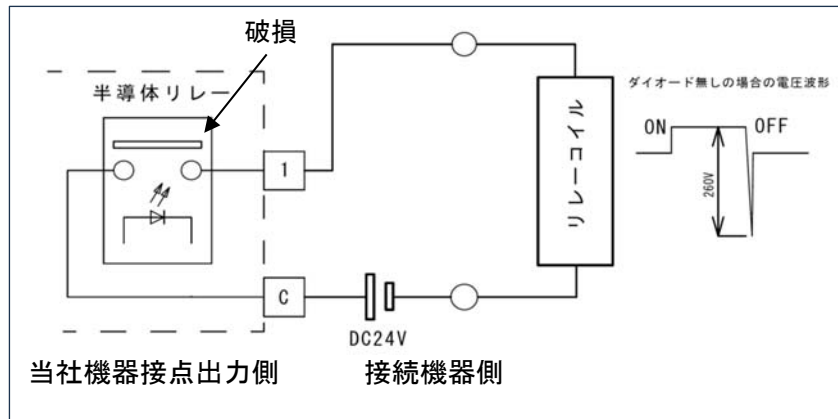 破損
半導体リレー
ダイオード無しの場合の電圧波形
ON
OFF
260V
1
リレーコイル
C
DC24V
当社機器接点出力側
接続機器側